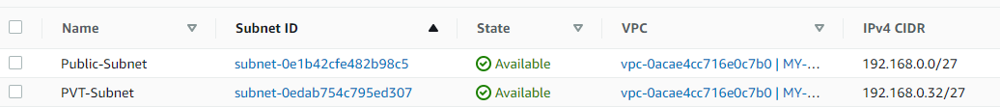 Name Subnet ID State VPC IPv4 CIDR
Public-Subnet subnet-0e1b42cfe482b98c5 Available vpc-0acae4cc716e0c7b0 | MY-... 192.168.0.0/27
PVT-Subnet subnet-0edab754c795ed307 Available vpc-0acae4cc716e0c7b0 | MY-... 192.168.0.32/27